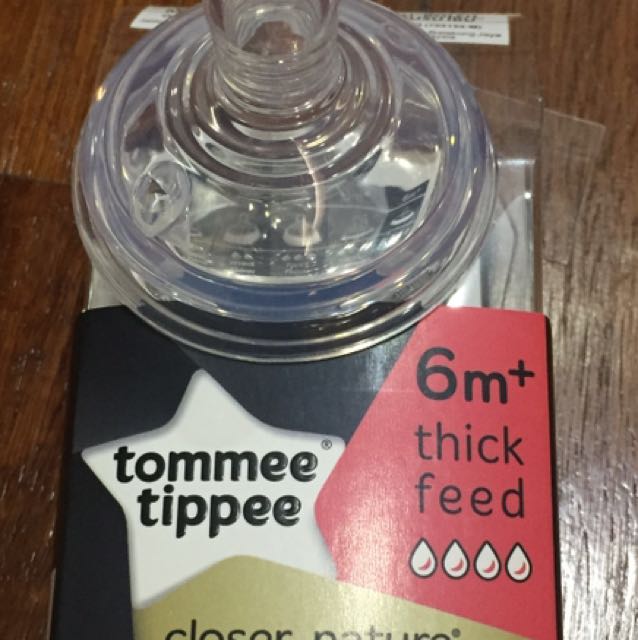 6m+
thick
feed
tommee®
tippee
closer nature®